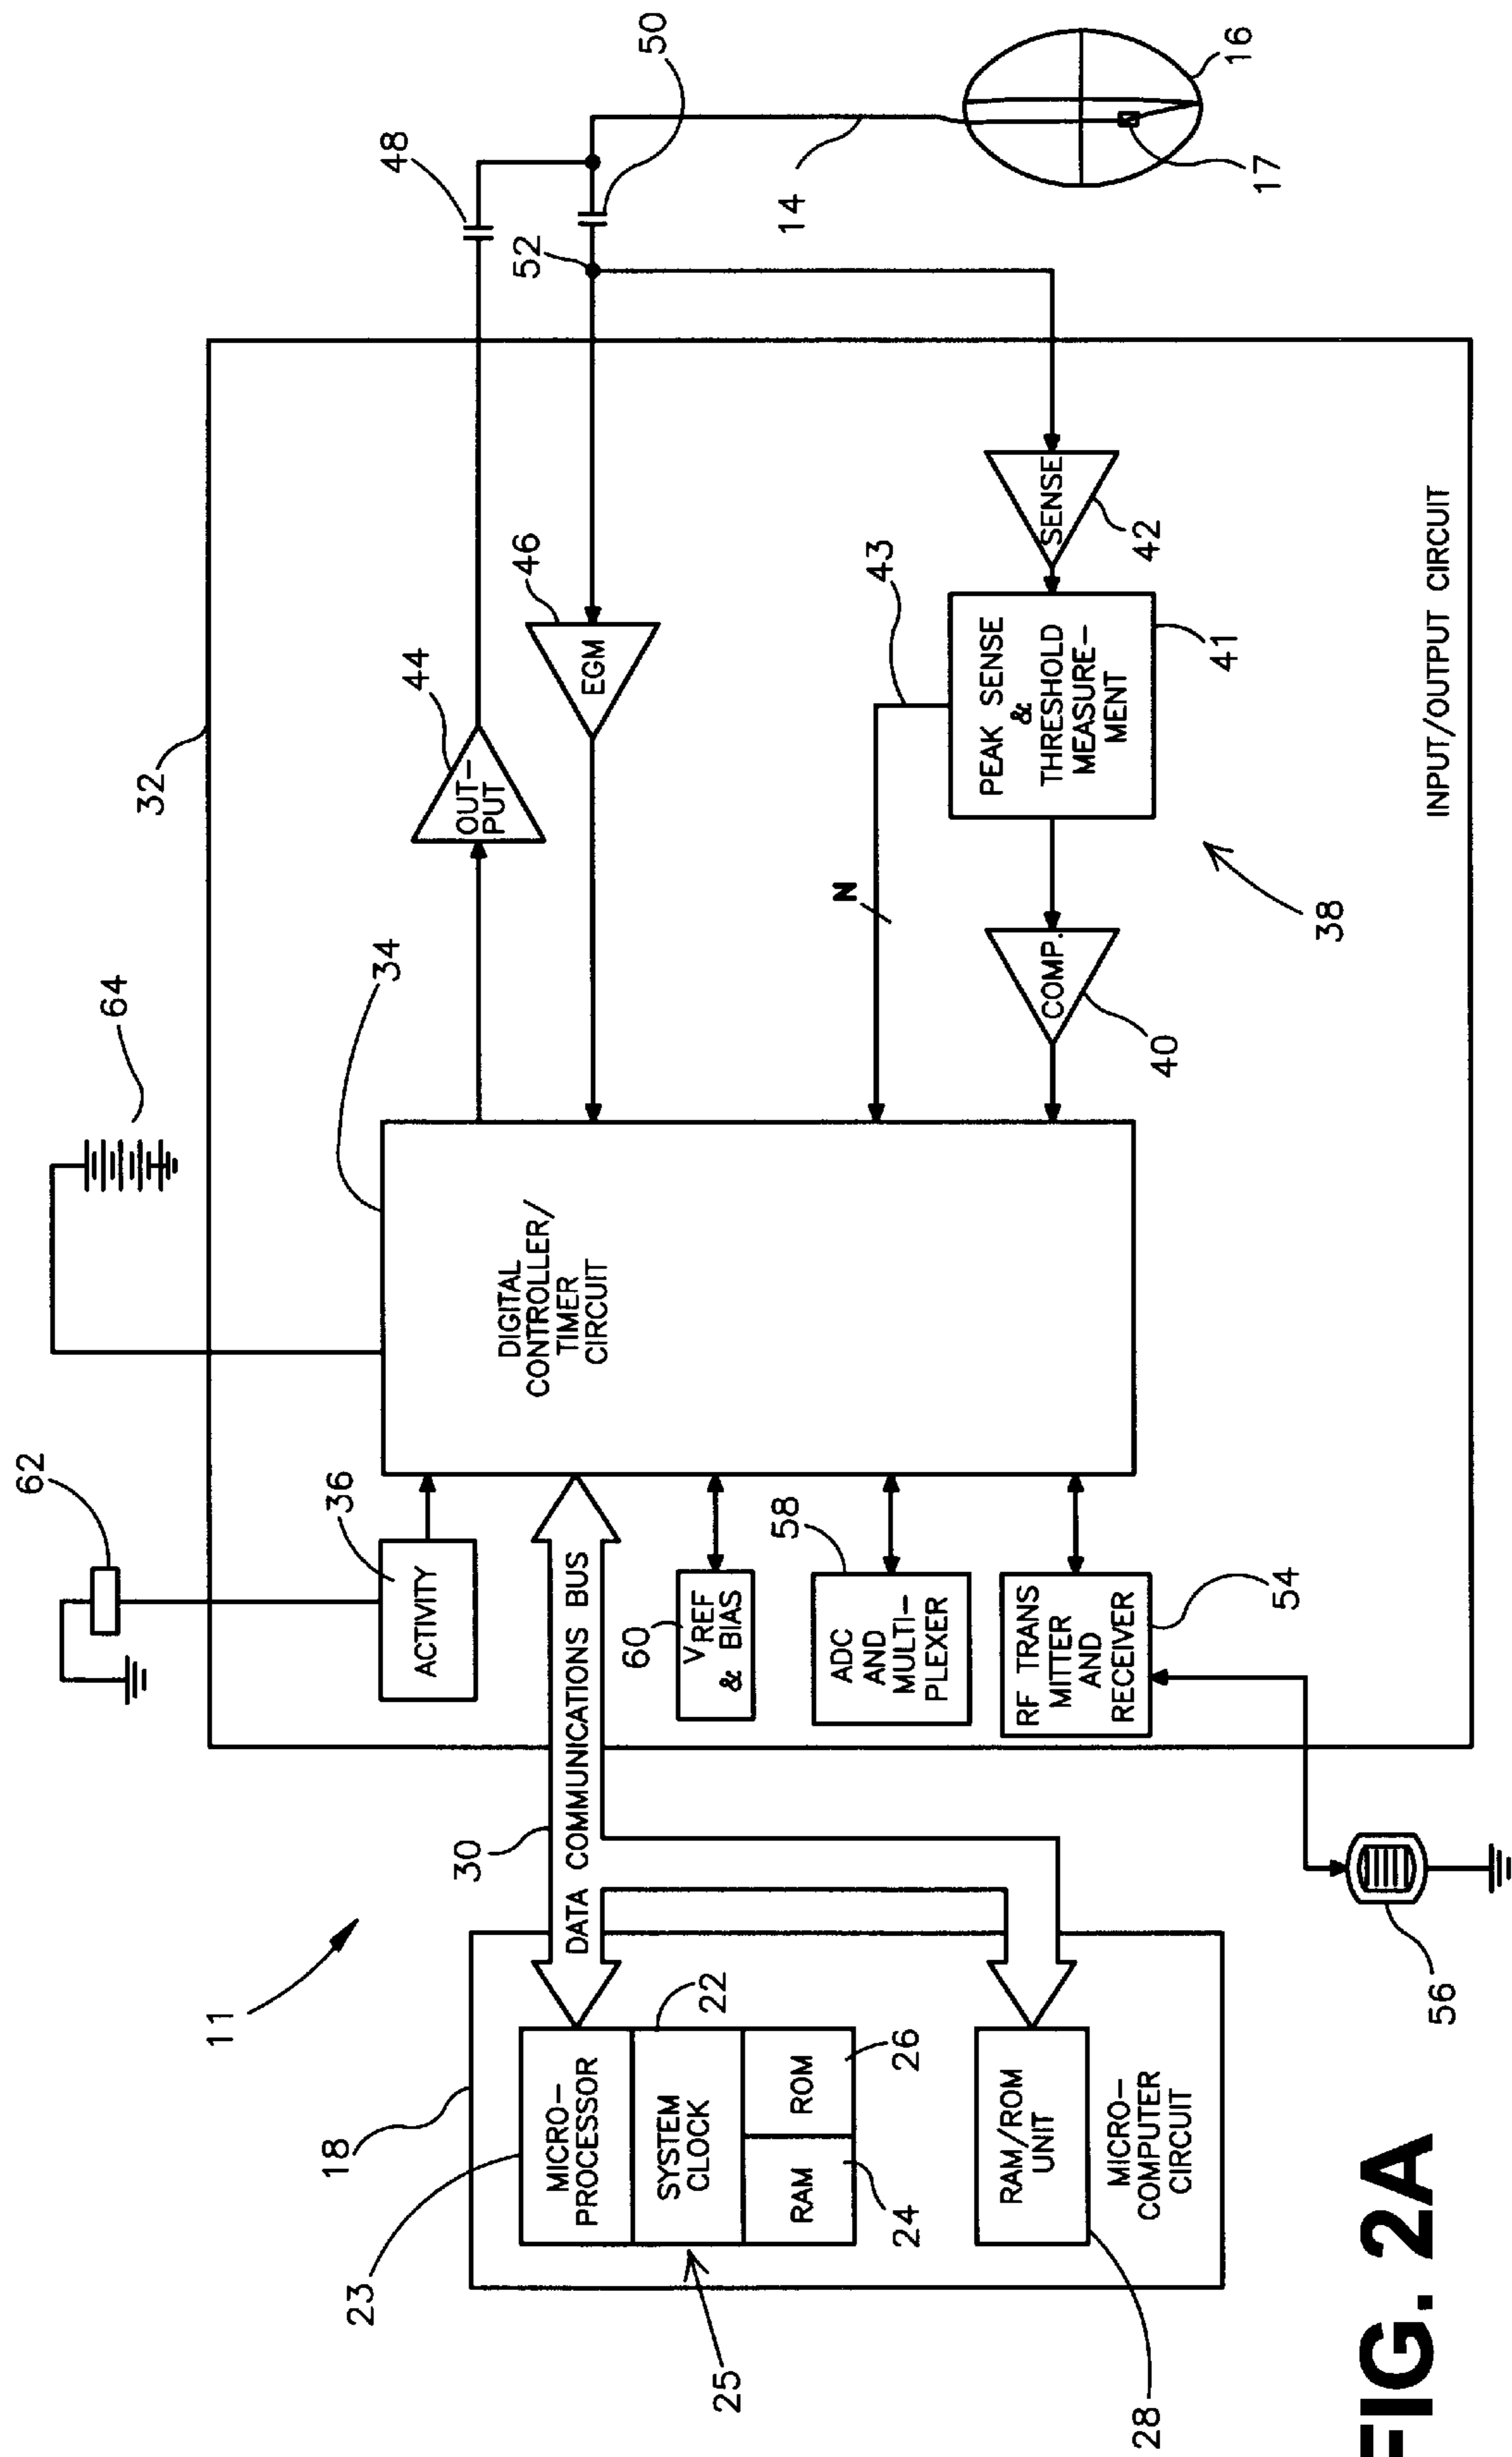 11
62
64
32
34
36
ACTIVITY
44
OUT-
PUT
48
50
52
46
EGM
14
16
17
18
23
MICRO-
PROCESSOR
22
SYSTEM
CLOCK
RAM
ROM
24
26
25
28
RAM/ROM
UNIT
MICRO-
COMPUTER
CIRCUIT
30
DATA COMMUNICATIONS BUS
DIGITAL
CONTROLLER/
TIMER
CIRCUIT
60
VREF
& BIAS
58
ADC
AND
MULTI-
PLEXER
54
RF TRANS
MITTER
AND
RECEIVER
56
N
43
COMP.
40
PEAK SENSE
&
THRESHOLD
MEASURE-
MENT
41
SENSE
42
38
INPUT/OUTPUT CIRCUIT
FIG. 2A